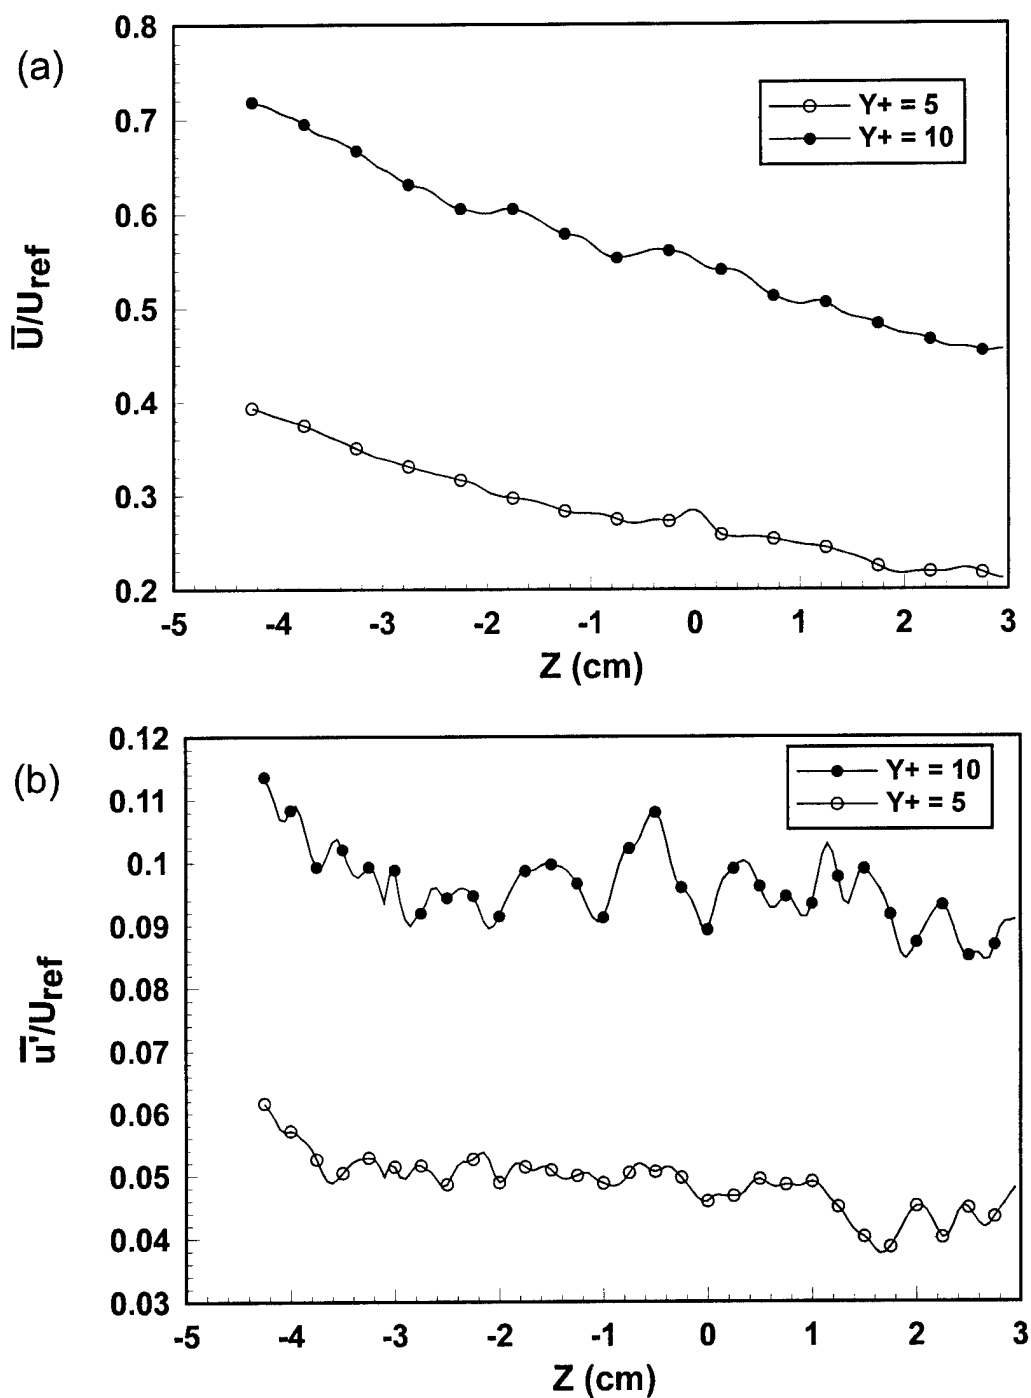 (a)
0.8
0.7
0.6
0.5
0.4
0.3
0.2
U̅/Uref
Y+ = 5
Y+ = 10
-5 -4 -3 -2 -1 0 1 2 3
Z (cm)
(b)
0.12
0.11
0.1
0.09
0.08
0.07
0.06
0.05
0.04
0.03
u̅'/Uref
Y+ = 10
Y+ = 5
-5 -4 -3 -2 -1 0 1 2 3
Z (cm)